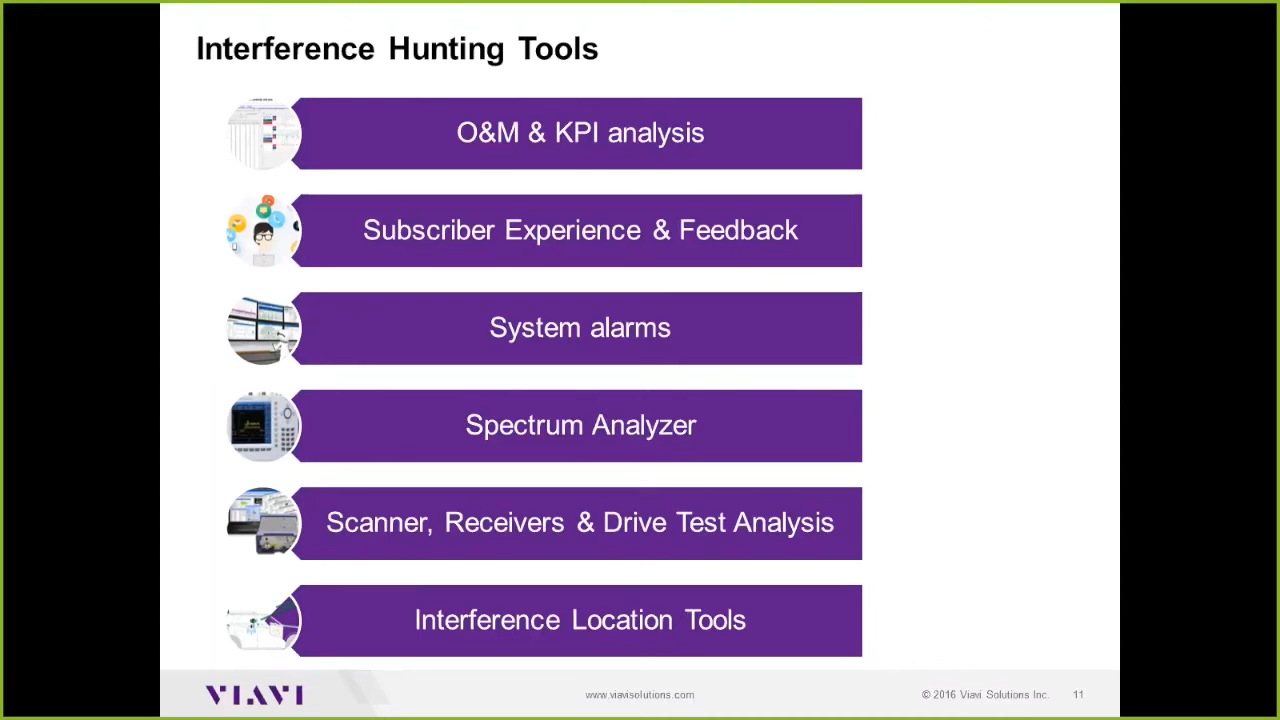 Interference Hunting Tools
O&M & KPI analysis
Subscriber Experience & Feedback
System alarms
Spectrum Analyzer
Scanner, Receivers & Drive Test Analysis
Interference Location Tools
VIAVI
www.viavisolutions.com
© 2016 Viavi Solutions Inc.
11